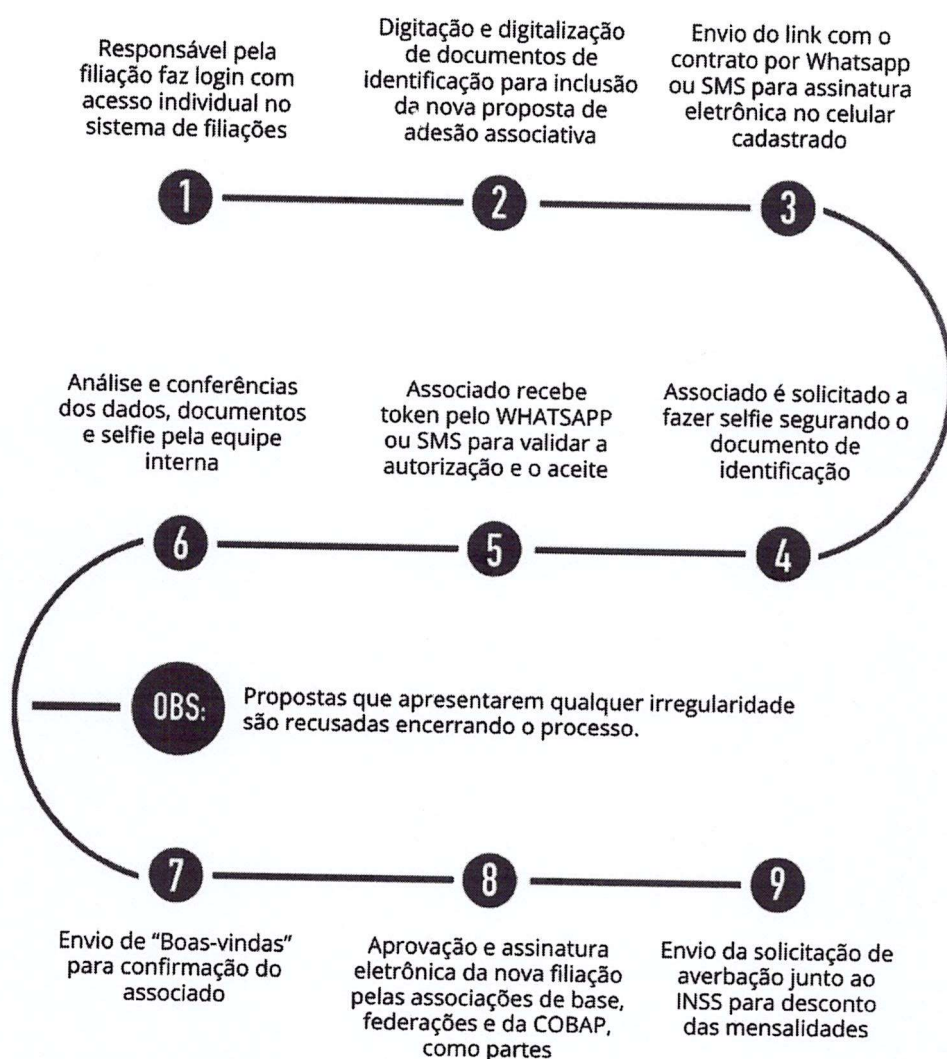 Responsável pela
filiação faz login com
acesso individual no
sistema de filiações
Digitação e digitalização
de documentos de
identificação para inclusão
da nova proposta de
adesão associativa
Envio do link com o
contrato por Whatsapp
ou SMS para assinatura
eletrônica no celular
cadastrado
1
2
3
Associado é solicitado a
fazer selfie segurando o
documento de
identificação
Associado recebe
token pelo WHATSAPP
ou SMS para validar a
autorização e o aceite
Análise e conferências
dos dados, documentos
e selfie pela equipe
interna
4
5
6
OBS:
Propostas que apresentarem qualquer irregularidade
são recusadas encerrando o processo.
7
8
9
Envio de “Boas-vindas”
para confirmação do
associado
Aprovação e assinatura
eletrônica da nova filiação
pelas associações de base,
federações e da COBAP,
como partes
Envio da solicitação de
averbação junto ao
INSS para desconto
das mensalidades